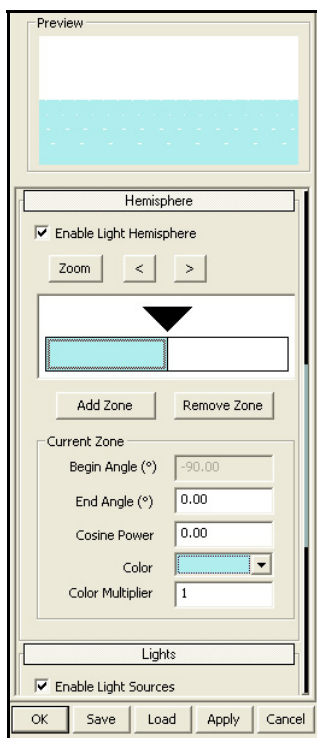 Preview
Hemisphere
Enable Light Hemisphere
Zoom < >
Add Zone Remove Zone
Current Zone
Begin Angle (°) -90.00
End Angle (°) 0.00
Cosine Power 0.00
Color
Color Multiplier 1
Lights
Enable Light Sources
OK Save Load Apply Cancel